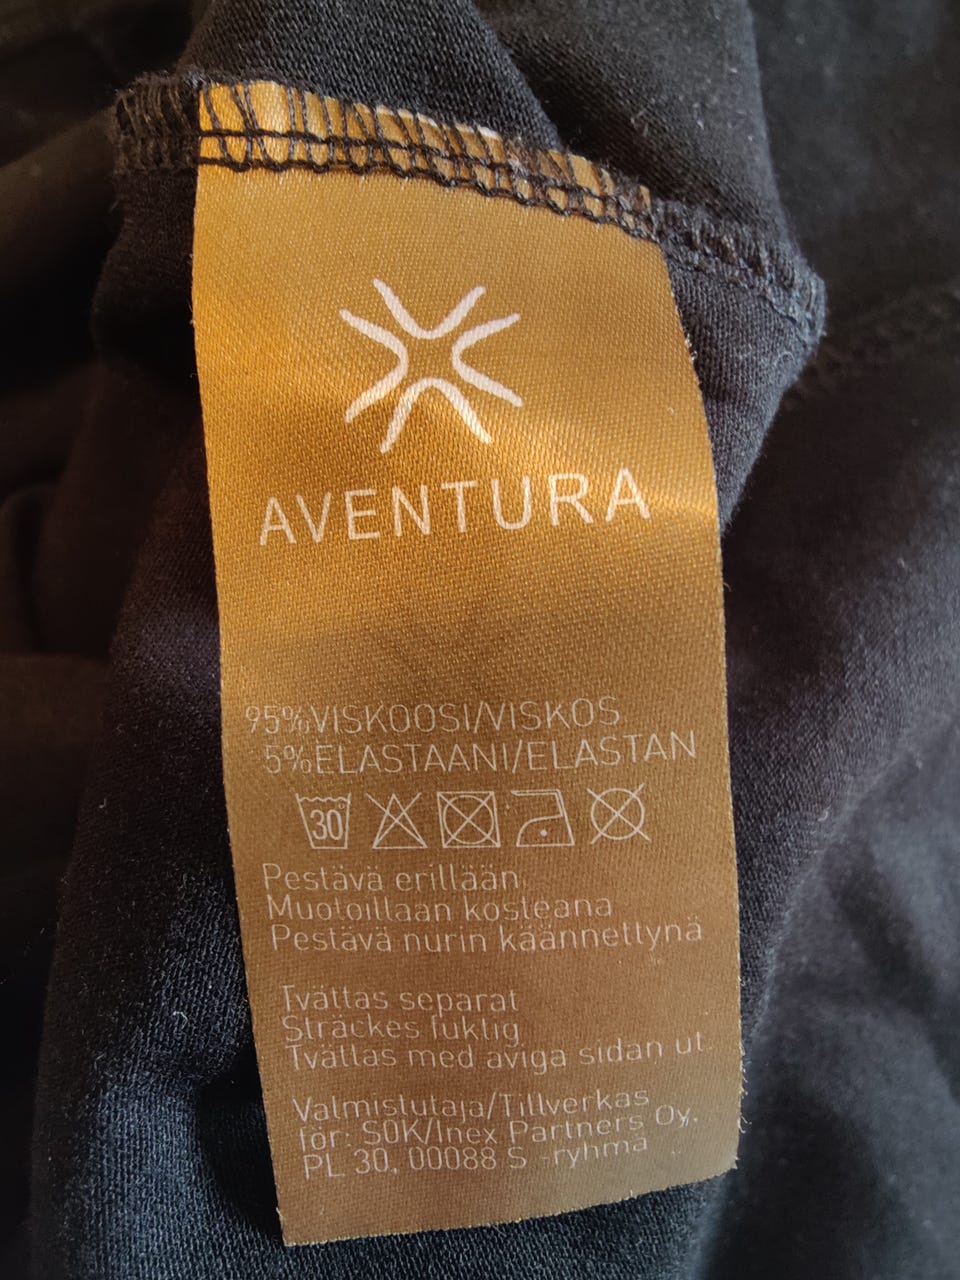 AVENTURA
95%VISKOOSI/VISKOS
5%ELASTAANI/ELASTAN
30
Pestävä erillään
Muotoillaan kosteana
Pestävä nurin käännettynä
Tvättas separat
Sträckes fuktig
Tvättas med aviga sidan ut
Valmistutaja/Tillverkas
för: SOK/Inex Partners Oy,
PL 30, 00088 S -ryhmä